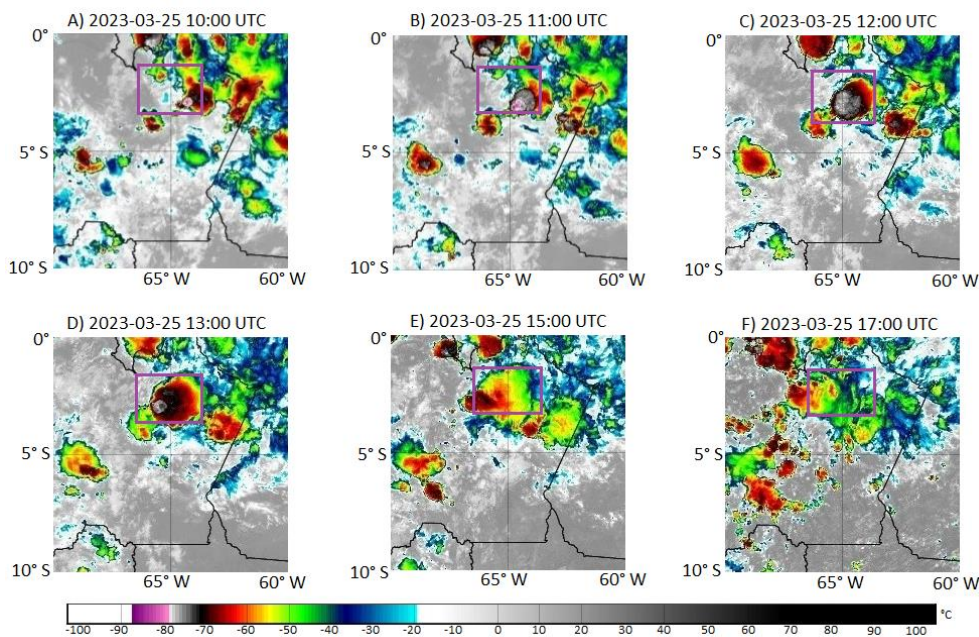 A) 2023-03-25 10:00 UTC
B) 2023-03-25 11:00 UTC
C) 2023-03-25 12:00 UTC
0°
0°
0°
5° S
5° S
5° S
10° S
10° S
10° S
65° W
60° W
65° W
60° W
65° W
60° W
D) 2023-03-25 13:00 UTC
E) 2023-03-25 15:00 UTC
F) 2023-03-25 17:00 UTC
0°
0°
0°
5° S
5° S
5° S
10° S
10° S
10° S
65° W
60° W
65° W
60° W
65° W
60° W
°C
-100 -90 -80 -70 -60 -50 -40 -30 -20 -10 0 10 20 30 40 50 60 70 80 90 100